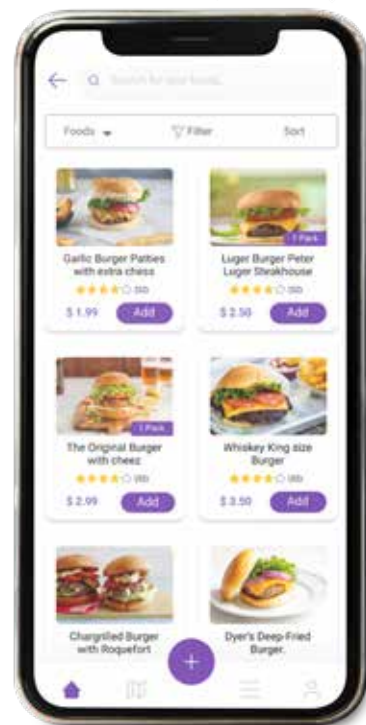 Search for your foods
Foods
Filter
Sort
Garlic Burger Patties
with extra chess
$ 1.99
Add
1 Pack
Luger Burger Peter
Luger Steakhouse
$ 2.50
Add
1 Pack
The Original Burger
with cheez
$ 2.99
Add
Whiskey King size
Burger
$ 3.50
Add
Chargrilled Burger
with Roquefort
Dyer's Deep-Fried
Burger.